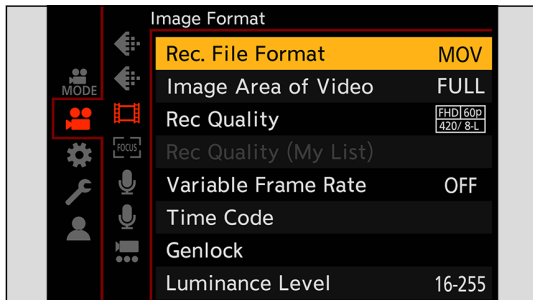 Image Format
Rec. File Format MOV
MODE
Image Area of Video FULL
Rec Quality FHD 60p 420/8-L
FOCUS
Rec Quality (My List)
Variable Frame Rate OFF
Time Code
Genlock
Luminance Level 16-255